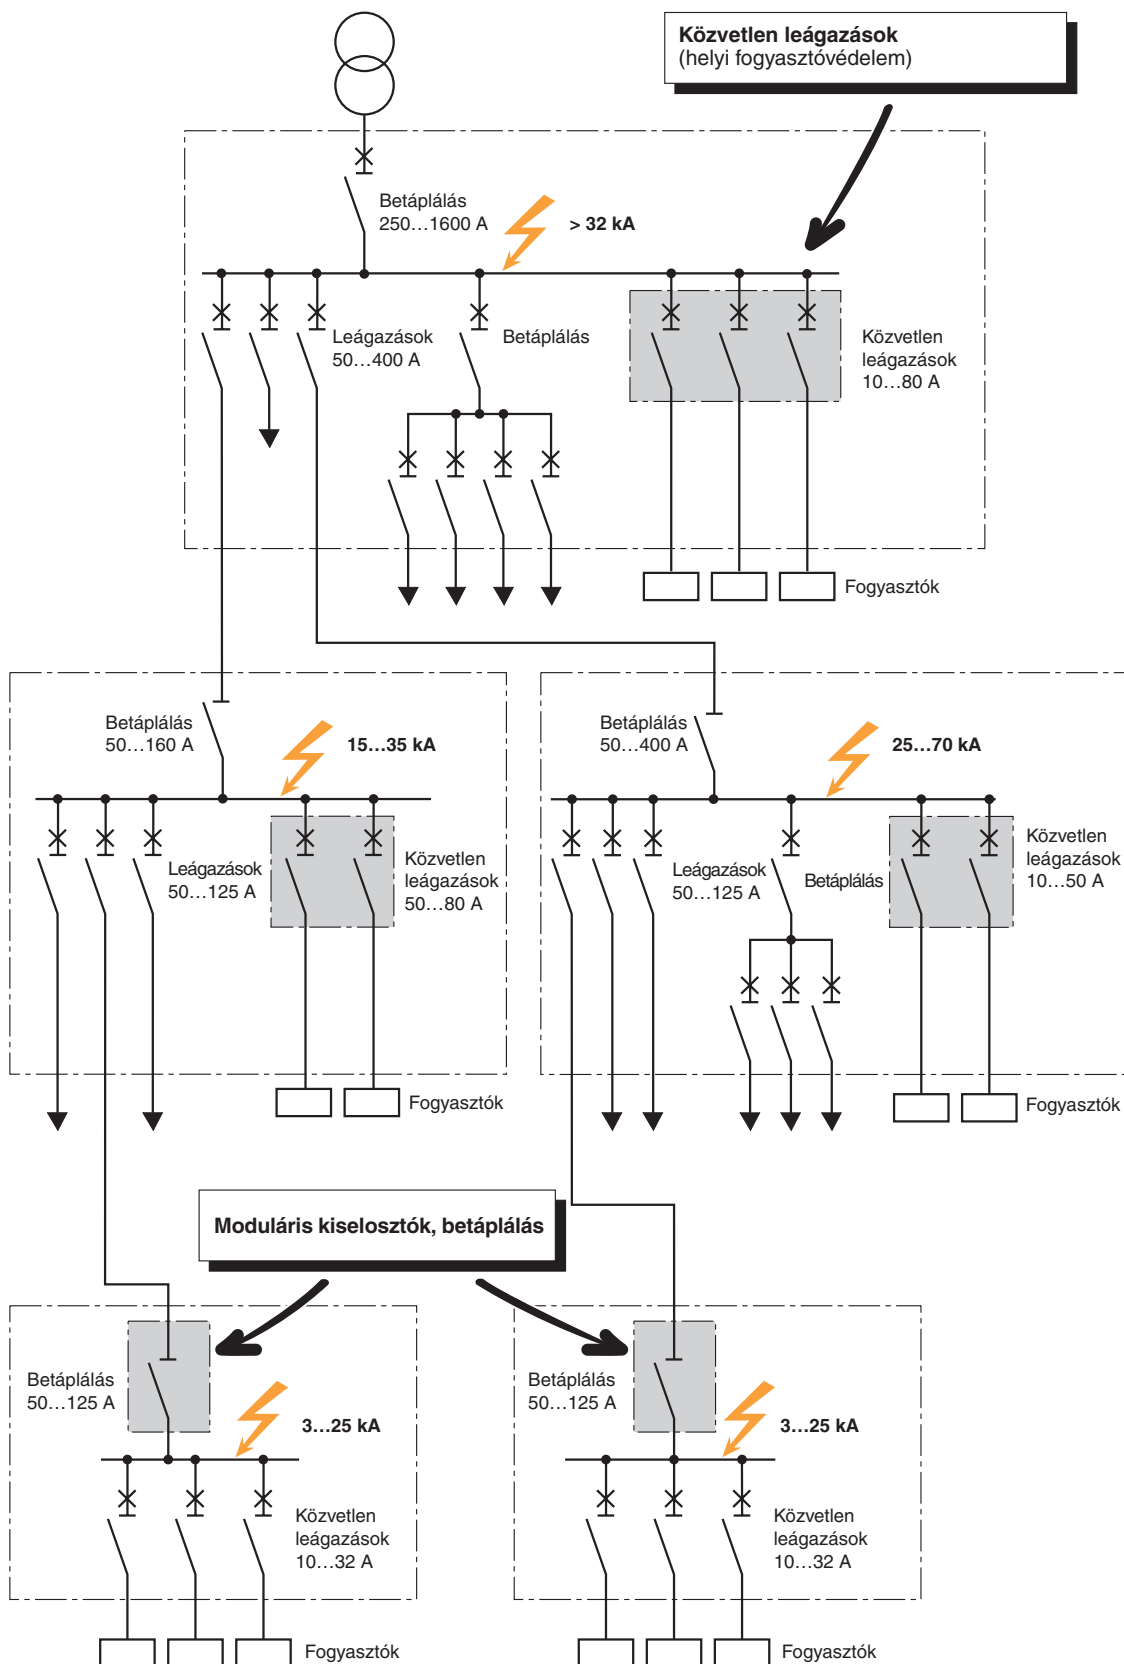 Közvetlen leágazások
(helyi fogyasztóvédelem)
Betáplálás
250...1600 A
> 32 kA
Leágazások
50...400 A
Betáplálás
Közvetlen
leágazások
10...80 A
Fogyasztók
Betáplálás
50...160 A
15...35 kA
Betáplálás
50...400 A
25...70 kA
Leágazások
50...125 A
Közvetlen
leágazások
50...80 A
Leágazások
50...125 A
Betáplálás
Közvetlen
leágazások
10...50 A
Fogyasztók
Fogyasztók
Moduláris kiselosztók, betáplálás
Betáplálás
50...125 A
3...25 kA
Betáplálás
50...125 A
3...25 kA
Közvetlen
leágazások
10...32 A
Közvetlen
leágazások
10...32 A
Fogyasztók
Fogyasztók